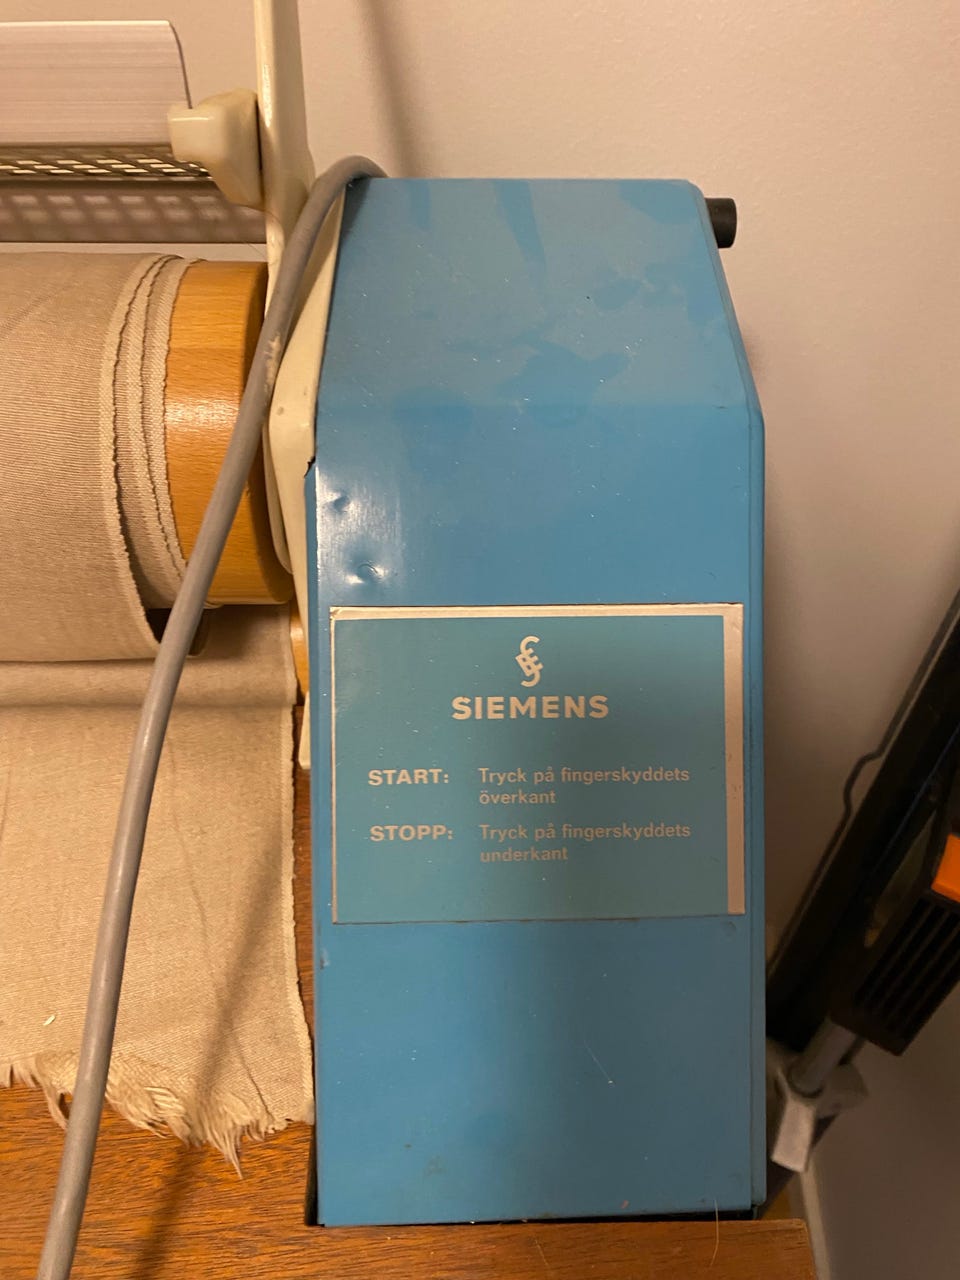 SIEMENS
START: Tryck på fingerskyddets
överkant
STOPP: Tryck på fingerskyddets
underkant